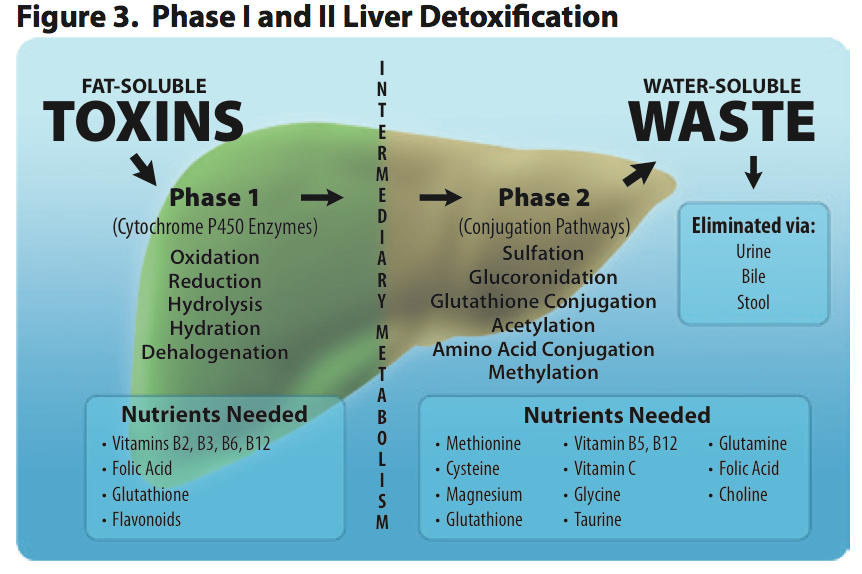 Figure 3. Phase I and II Liver Detoxification
FAT-SOLUBLE
TOXINS
Phase 1
(Cytochrome P450 Enzymes)
Oxidation
Reduction
Hydrolysis
Hydration
Dehalogenation
Nutrients Needed
• Vitamins B2, B3, B6, B12
• Folic Acid
• Glutathione
• Flavonoids
INTERMEDIARY METABOLISM
Phase 2
(Conjugation Pathways)
Sulfation
Glucoronidation
Glutathione Conjugation
Acetylation
Amino Acid Conjugation
Methylation
Nutrients Needed
• Methionine
• Cysteine
• Magnesium
• Glutathione
• Vitamin B5, B12
• Vitamin C
• Glycine
• Taurine
• Glutamine
• Folic Acid
• Choline
WATER-SOLUBLE
WASTE
Eliminated via:
Urine
Bile
Stool